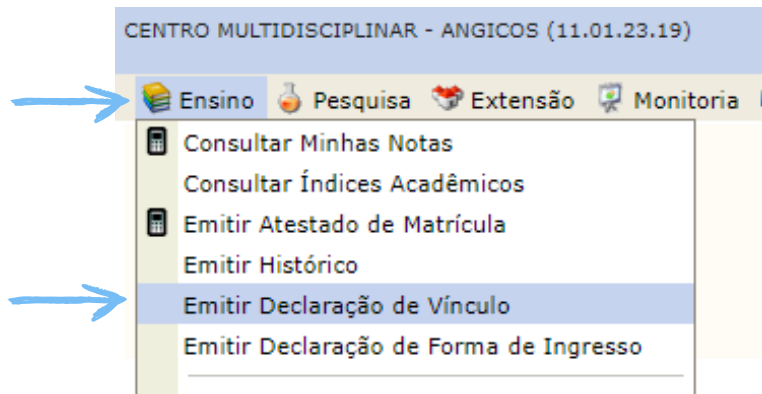 CENTRO MULTIDISCIPLINAR - ANGICOS (11.01.23.19)
Ensino Pesquisa Extensão Monitoria
Consultar Minhas Notas
Consultar Índices Acadêmicos
Emitir Atestado de Matrícula
Emitir Histórico
Emitir Declaração de Vínculo
Emitir Declaração de Forma de Ingresso